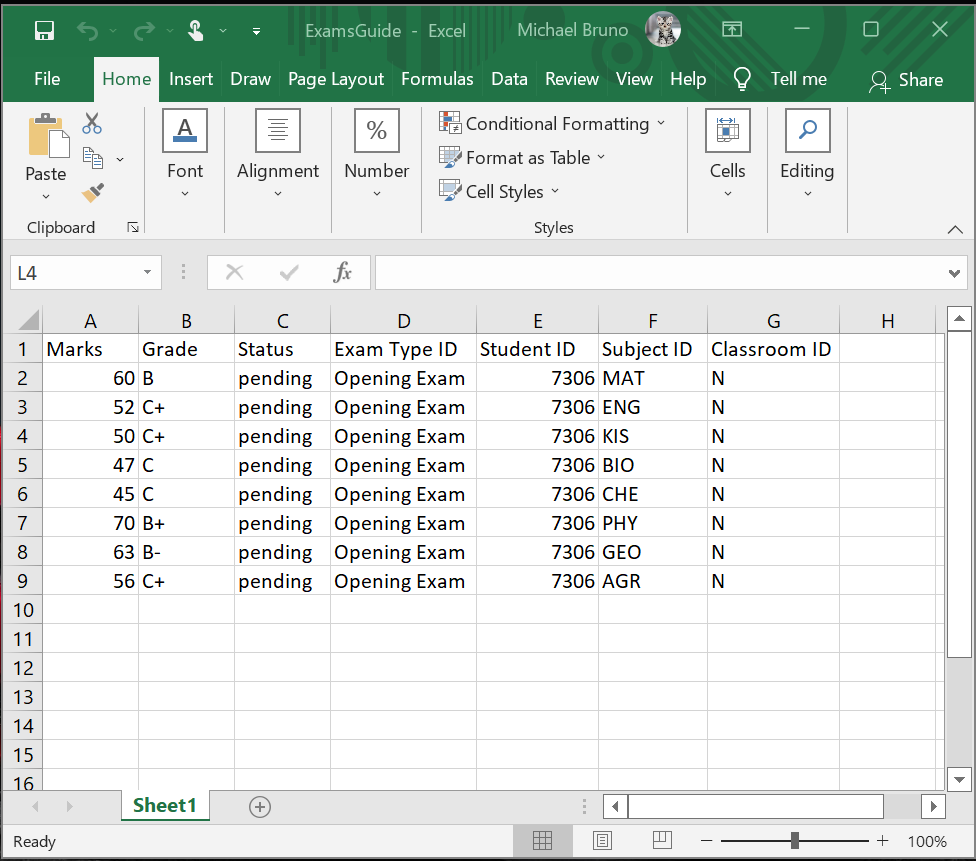 ExamsGuide - Excel Michael Bruno
File Home Insert Draw Page Layout Formulas Data Review View Help Tell me Share
Paste
Clipboard
A
Font
Alignment
%
Number
Conditional Formatting
Format as Table
Cell Styles
Styles
Cells
Editing
L4 fx
A B C D E F G H
1 Marks Grade Status Exam Type ID Student ID Subject ID Classroom ID
2 60 B pending Opening Exam 7306 MAT N
3 52 C+ pending Opening Exam 7306 ENG N
4 50 C+ pending Opening Exam 7306 KIS N
5 47 C pending Opening Exam 7306 BIO N
6 45 C pending Opening Exam 7306 CHE N
7 70 B+ pending Opening Exam 7306 PHY N
8 63 B- pending Opening Exam 7306 GEO N
9 56 C+ pending Opening Exam 7306 AGR N
10
11
12
13
14
15
16
Sheet1
Ready 100%